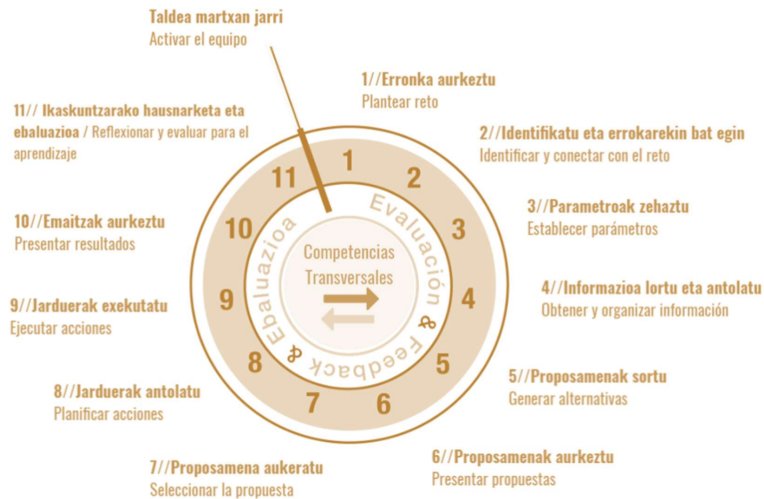 Taldea martxan jarri
Activar el equipo
1//Erronka aurkeztu
Plantear reto
2//Identifikatu eta errokarekin bat egin
Identificar y conectar con el reto
3//Parametroak zehaztu
Establecer parámetros
4//Informazioa lortu eta antolatu
Obtener y organizar información
5//Proposamenak sortu
Generar alternativas
6//Proposamenak aurkeztu
Presentar propuestas
7//Proposamena aukeratu
Seleccionar la propuesta
8//Jarduerak antolatu
Planificar acciones
9//Jarduerak exekutatu
Ejecutar acciones
10//Emaitzak aurkeztu
Presentar resultados
11// Ikaskuntzarako hausnarketa eta
ebaluazioa / Reflexionar y evaluar para el
aprendizaje
1
2
3
4
5
6
7
8
9
10
11
Evaluación & Feedback & Ebaluazioa
Competencias
Transversales